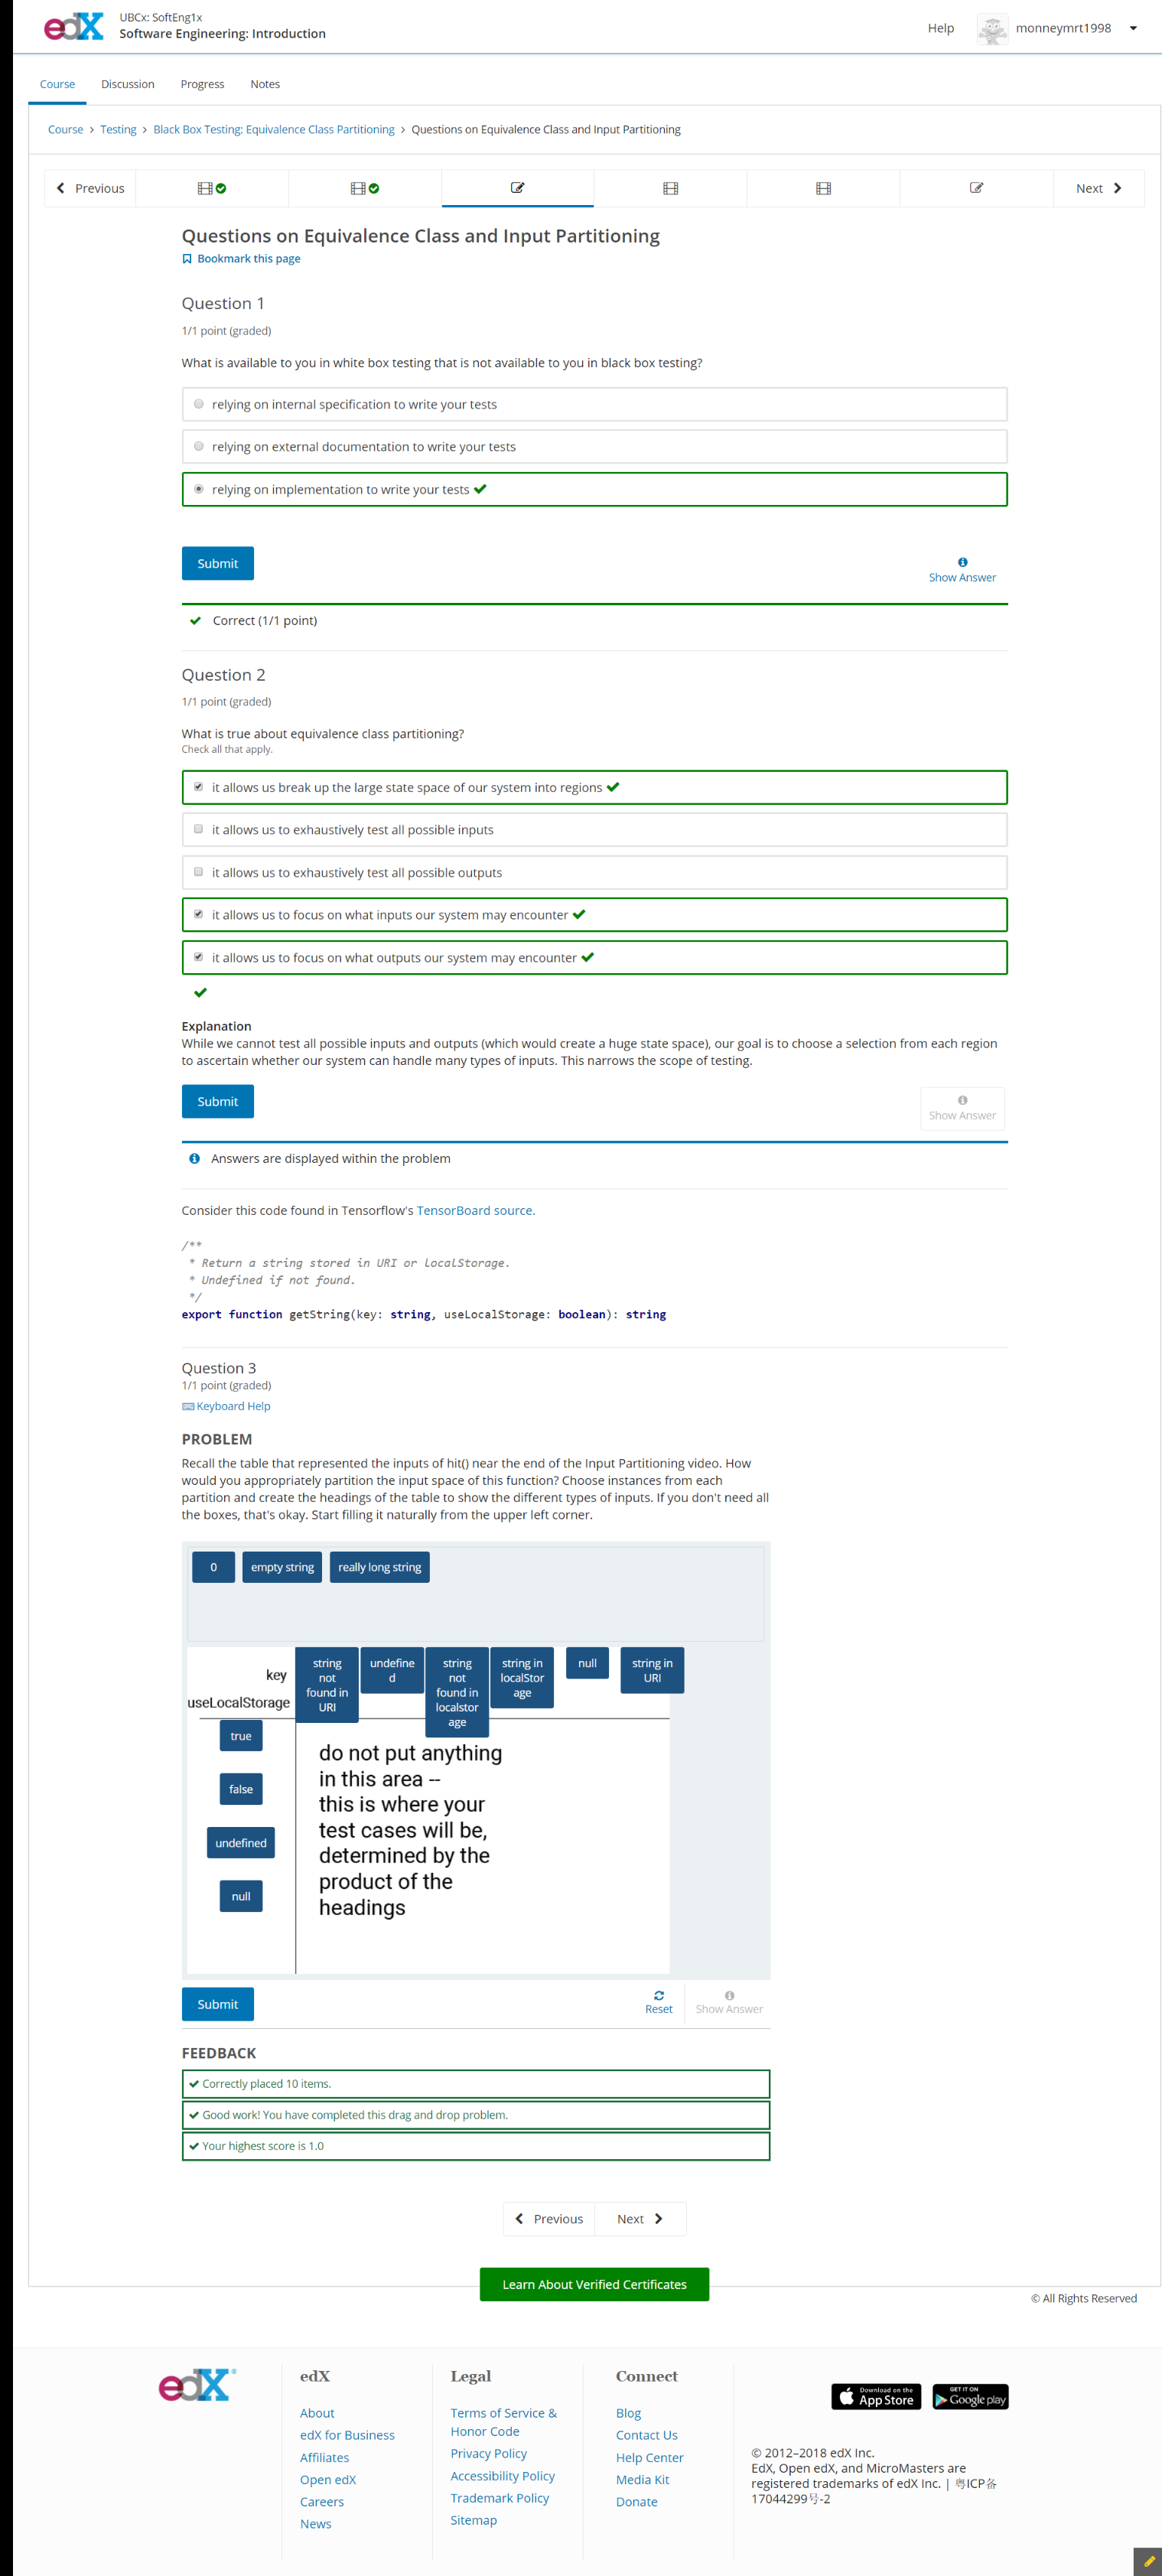 edX
UBCx: SoftEng1x
Software Engineering: Introduction
Help
monneymrt1998
Course Discussion Progress Notes
Course > Testing > Black Box Testing: Equivalence Class Partitioning > Questions on Equivalence Class and Input Partitioning
Previous
Next
Questions on Equivalence Class and Input Partitioning
Bookmark this page
Question 1
1/1 point (graded)
What is available to you in white box testing that is not available to you in black box testing?
relying on internal specification to write your tests
relying on external documentation to write your tests
relying on implementation to write your tests
Submit
Show Answer
Correct (1/1 point)
Question 2
1/1 point (graded)
What is true about equivalence class partitioning?
Check all that apply.
it allows us break up the large state space of our system into regions
it allows us to exhaustively test all possible inputs
it allows us to exhaustively test all possible outputs
it allows us to focus on what inputs our system may encounter
it allows us to focus on what outputs our system may encounter
Explanation
While we cannot test all possible inputs and outputs (which would create a huge state space), our goal is to choose a selection from each region
to ascertain whether our system can handle many types of inputs. This narrows the scope of testing.
Submit
Show Answer
Answers are displayed within the problem
Consider this code found in Tensorflow's TensorBoard source.
/**
* Return a string stored in URI or LocalStorage.
* Undefined if not found.
*/
export function getString(key: string, useLocalStorage: boolean): string
Question 3
1/1 point (graded)
Keyboard Help
PROBLEM
Recall the table that represented the inputs of hit() near the end of the Input Partitioning video. How
would you appropriately partition the input space of this function? Choose instances from each
partition and create the headings of the table to show the different types of inputs. If you don't need all
the boxes, that's okay. Start filling it naturally from the upper left corner.
0
empty string
really long string
key
useLocalStorage
string
not
found in
URI
undefine
d
string
not
found in
localstor
age
string in
localStor
age
null
string in
URI
true
false
undefined
null
do not put anything
in this area --
this is where your
test cases will be,
determined by the
product of the
headings
Submit
Reset
Show Answer
FEEDBACK
Correctly placed 10 items.
Good work! You have completed this drag and drop problem.
Your highest score is 1.0
Previous
Next
Learn About Verified Certificates
© All Rights Reserved
edX
edX
About
edX for Business
Affiliates
Open edX
Careers
News
Legal
Terms of Service &
Honor Code
Privacy Policy
Accessibility Policy
Trademark Policy
Sitemap
Connect
Blog
Contact Us
Help Center
Media Kit
Donate
Download on the
App Store
GET IT ON
Google play
© 2012–2018 edX Inc.
EdX, Open edX, and MicroMasters are
registered trademarks of edX Inc. | 粤ICP备
17044299号-2